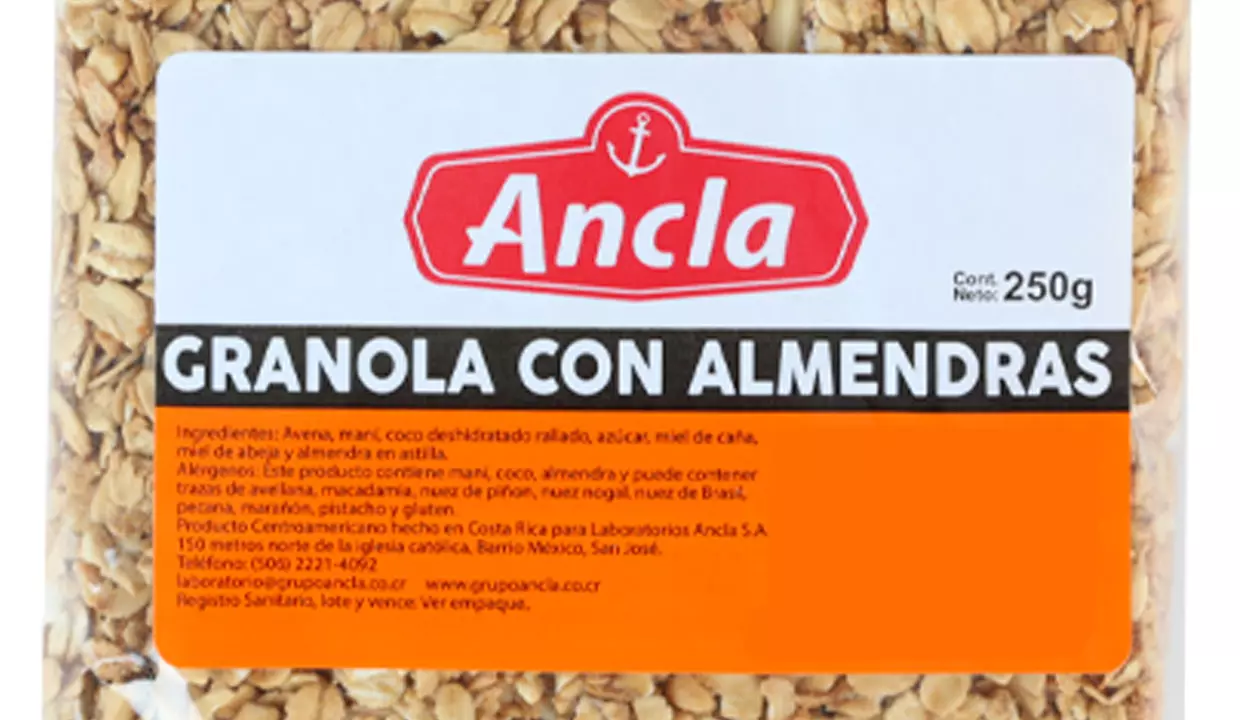 Ancla
Cont.
Neto: 250g
GRANOLA CON ALMENDRAS
Ingredientes: Avena, maní, coco deshidratado rallado, azúcar, miel de caña,
miel de abeja y almendra en astilla.
Alérgenos: Este producto contiene maní, coco, almendra y puede contener
trazas de avellana, macadamia, nuez de piñon, nuez nogal, nuez de Brasil,
pecana, marañón, pistacho y gluten.
Producto Centroamericano hecho en Costa Rica para Laboratorios Ancla S.A.
150 metros norte de la iglesia católica, Barrio México, San José.
Teléfono: (506) 2221-4092
laboratorio@grupoancla.co.cr www.grupoancla.co.cr
Registro Sanitario, lote y vence: Ver empaque.